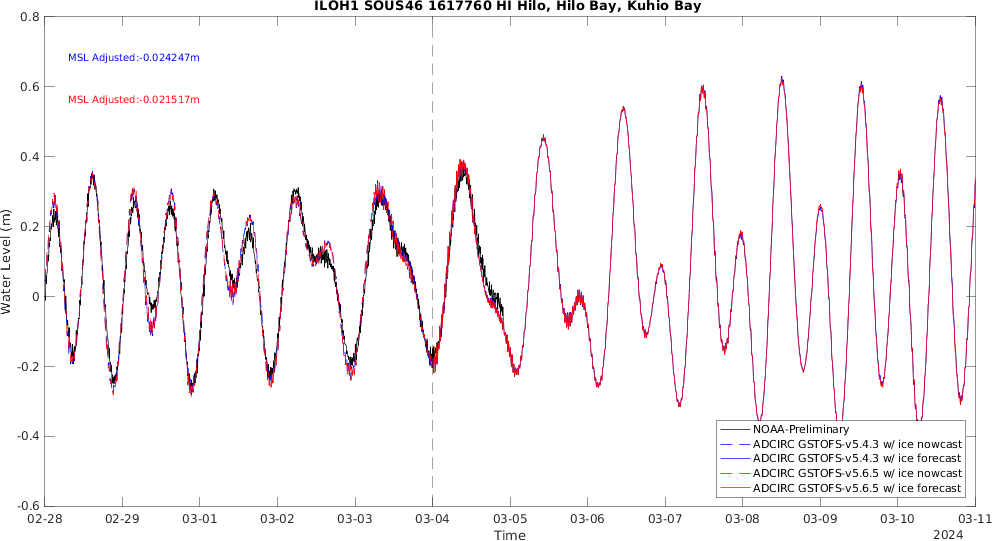 ILOH1 SOUS46 1617760 HI Hilo, Hilo Bay, Kuhio Bay
0.8
MSL Adjusted:-0.024247m
0.6
MSL Adjusted:-0.021517m
0.4
0.2
Water Level (m)
0
-0.2
-0.4
NOAA-Preliminary
ADCIRC GSTOFS-v5.4.3 w/ ice nowcast
ADCIRC GSTOFS-v5.4.3 w/ ice forecast
ADCIRC GSTOFS-v5.6.5 w/ ice nowcast
ADCIRC GSTOFS-v5.6.5 w/ ice forecast
-0.6
02-28 02-29 03-01 03-02 03-03 03-04 03-05 03-06 03-07 03-08 03-09 03-10 03-11
Time
2024